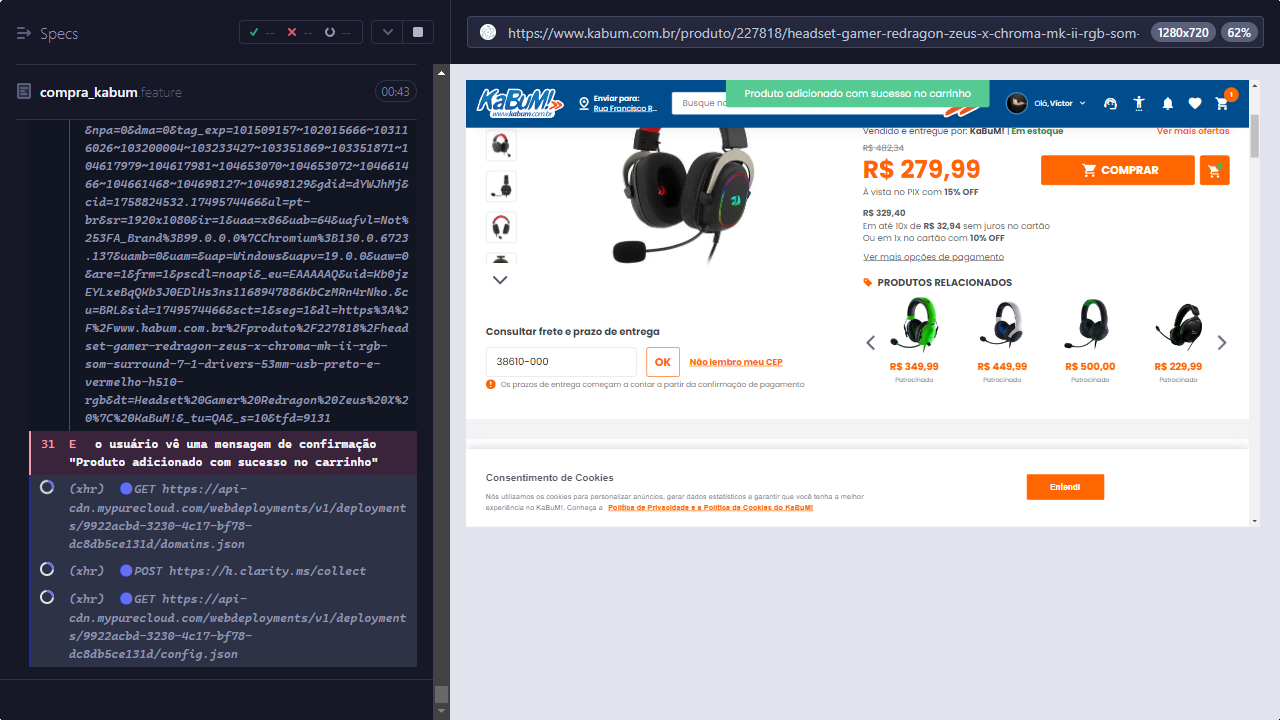 Specs
--
--
--
https://www.kabum.com.br/produto/227818/headset-gamer-redragon-zeus-x-chroma-mk-ii-rgb-som-
1280x720
62%
compra_kabum feature
00:43
&npa=0&dma=0&tag_exp=101509157~102015666~10311
6026~103200004~103233427~103351869~103351871~1
04617979~104617981~104653070~104653072~1046614
66~104661468~104698127~104698129&gdid=dYWJhMj&
cid=1758824532.1749574466&ul=pt-
br&sr=1920x1080&ir=1&uaa=x86&uab=64&uafvl=Not%
253FA_Brand%3B99.0.0.0%7CChromium%3B130.0.6723
.137&uamb=0&uam=&uap=Windows&uapv=19.0.0&uaw=0
&are=1&frm=1&pscdl=noapi&_eu=EAAAAAQ&uid=Kb0jz
EYLxeBqQKb3J0EDlHs3ns1168947886KbCzMRn4rNho.&c
u=BRL&sid=1749574466&sct=1&seg=1&dl=https%3A%2
F%2Fwww.kabum.com.br%2Fproduto%2F227818%2Fhead
set-gamer-redragon-zeus-x-chroma-mk-ii-rgb-
som-surround-7-1-drivers-53mm-usb-preto-e-
vermelho-h510-
rgb&dt=Headset%20Gamer%20Redragon%20Zeus%20X%2
0%7C%20KaBuM!&_tu=QA&_s=10&tfd=9131
31 E o usuário vê uma mensagem de confirmação
"Produto adicionado com sucesso no carrinho"
(xhr) GET https://api-
cdn.mypurecloud.com/webdeployments/v1/deployment
s/9922acbd-3230-4c17-bf78-
dc8db5ce131d/domains.json
(xhr) POST https://k.clarity.ms/collect
(xhr) GET https://api-
cdn.mypurecloud.com/webdeployments/v1/deployment
s/9922acbd-3230-4c17-bf78-
dc8db5ce131d/config.json
KaBuM!
www.kabum.com.br
Enviar para:
Rua Francisco R...
Busque no
Produto adicionado com sucesso no carrinho
Olá, Victor
1
Vendido e entregue por: KaBuM! | Em estoque
Ver mais ofertas
R$ 482,34
R$ 279,99
COMPRAR
À vista no PIX com 15% OFF
R$ 329,40
Em até 10x de R$ 32,94 sem juros no cartão
Ou em 1x no cartão com 10% OFF
Ver mais opções de pagamento
PRODUTOS RELACIONADOS
R$ 349,99
Patrocinado
R$ 449,99
Patrocinado
R$ 500,00
Patrocinado
R$ 229,99
Patrocinado
Consultar frete e prazo de entrega
38610-000
OK
Não lembro meu CEP
Os prazos de entrega começam a contar a partir da confirmação de pagamento
Consentimento de Cookies
Nós utilizamos os cookies para personalizar anúncios, gerar dados estatísticos e garantir que você tenha a melhor
experiência no KaBuM!. Conheça a Política de Privacidade e a Política de Cookies do KaBuM!
Entendi